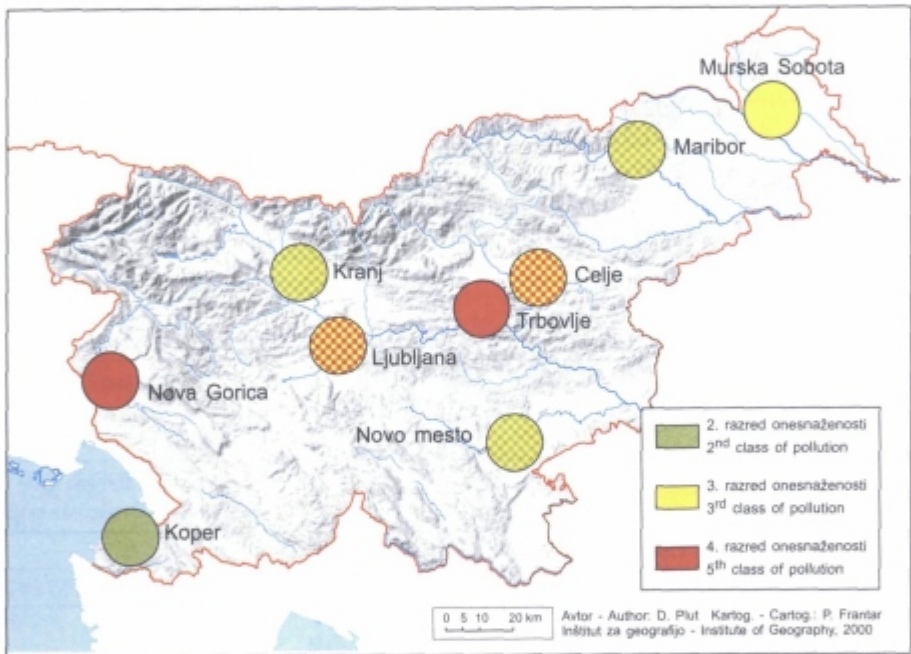 Murska Sobota
Maribor
Kranj
Celje
Trbovlje
Ljubljana
Nova Gorica
Novo mesto
Koper
2. razred onesnaženosti
2nd class of pollution
3. razred onesnaženosti
3rd class of pollution
4. razred onesnaženosti
5th class of pollution
0 5 10 20 km
Avtor - Author: D. Plut Kartog. - Cartog.: P. Frantar
Inštitut za geografijo - Institute of Geography, 2000